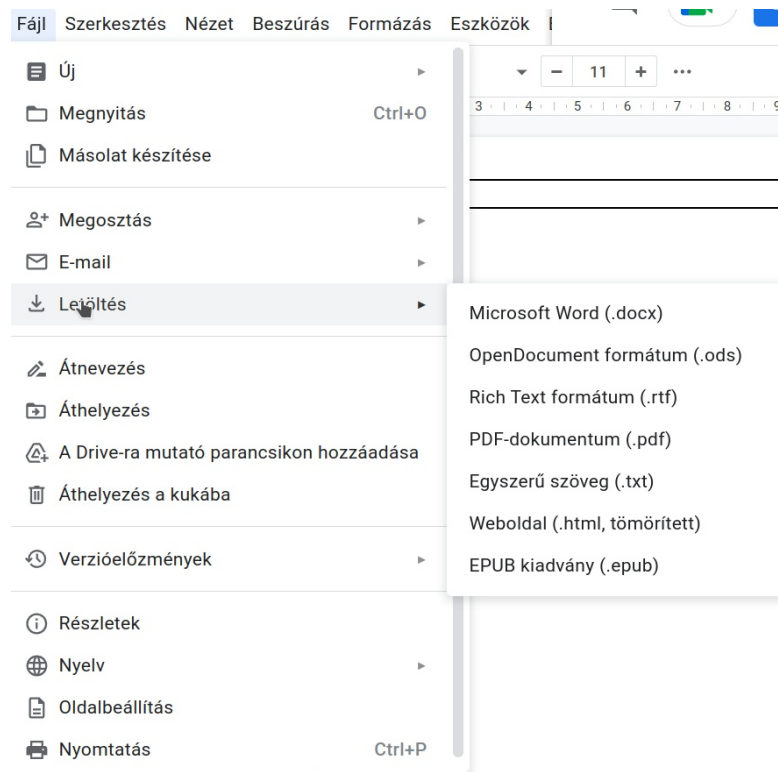 Fájl Szerkesztés Nézet Beszúrás Formázás Eszközök
Új
11
Megnyitás Ctrl+O
3 4 5 6 7 8 9
Másolat készítése
Megosztás
E-mail
Letöltés
Microsoft Word (.docx)
OpenDocument formátum (.ods)
Átnevezés
Rich Text formátum (.rtf)
Áthelyezés
PDF-dokumentum (.pdf)
A Drive-ra mutató parancsikon hozzáadása
Egyszerű szöveg (.txt)
Áthelyezés a kukába
Weboldal (.html, tömörített)
Verzióelőzmények
EPUB kiadvány (.epub)
Részletek
Nyelv
Oldalbeállítás
Nyomtatás Ctrl+P